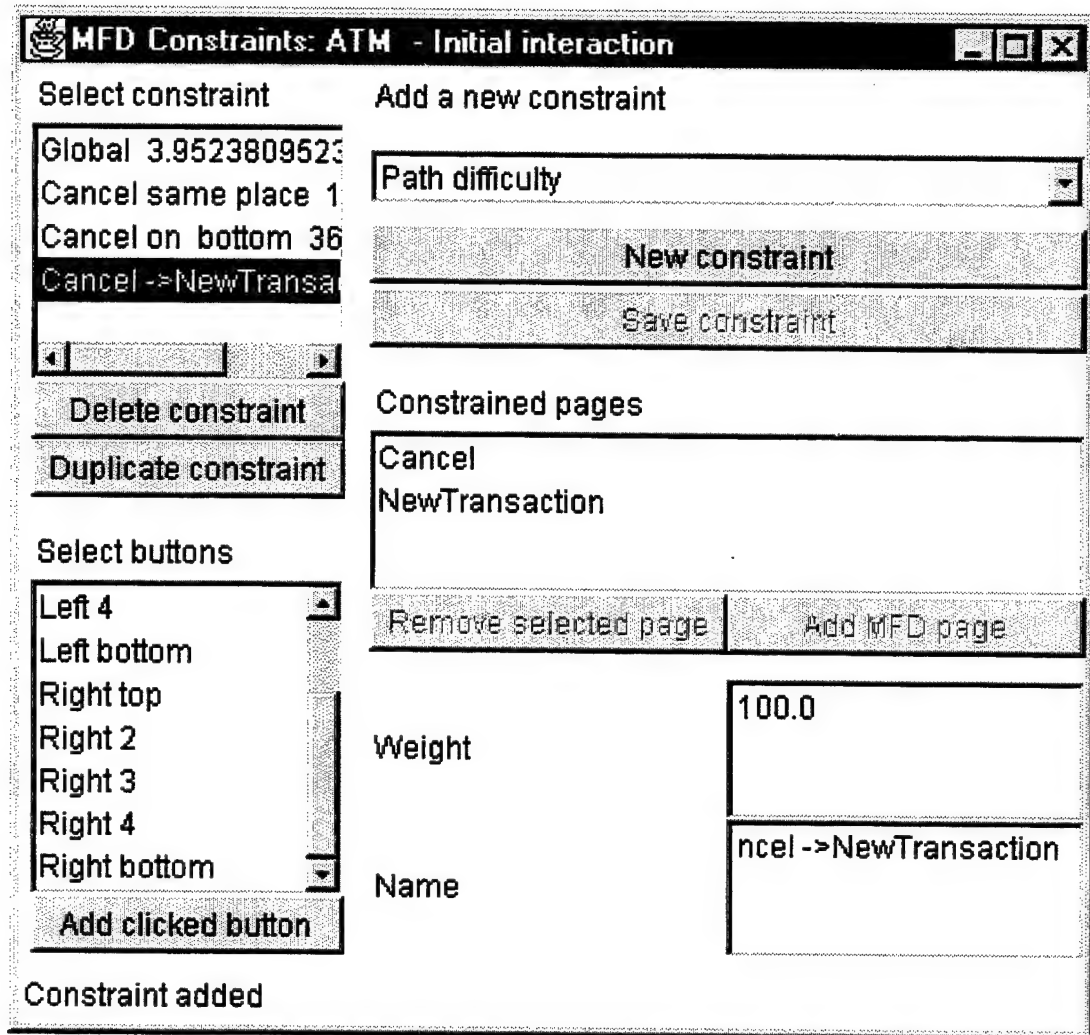 MFD Constraints: ATM - Initial interaction
Select constraint
Global 3.9523809523
Cancel same place 1
Cancel on bottom 36
Cancel ->NewTransa
Delete constraint
Duplicate constraint
Select buttons
Left 4
Left bottom
Right top
Right 2
Right 3
Right 4
Right bottom
Add clicked button
Add a new constraint
Path difficulty
New constraint
Save constraint
Constrained pages
Cancel
NewTransaction
Remove selected page
Add MFD page
Weight
100.0
Name
ncel ->NewTransaction
Constraint added